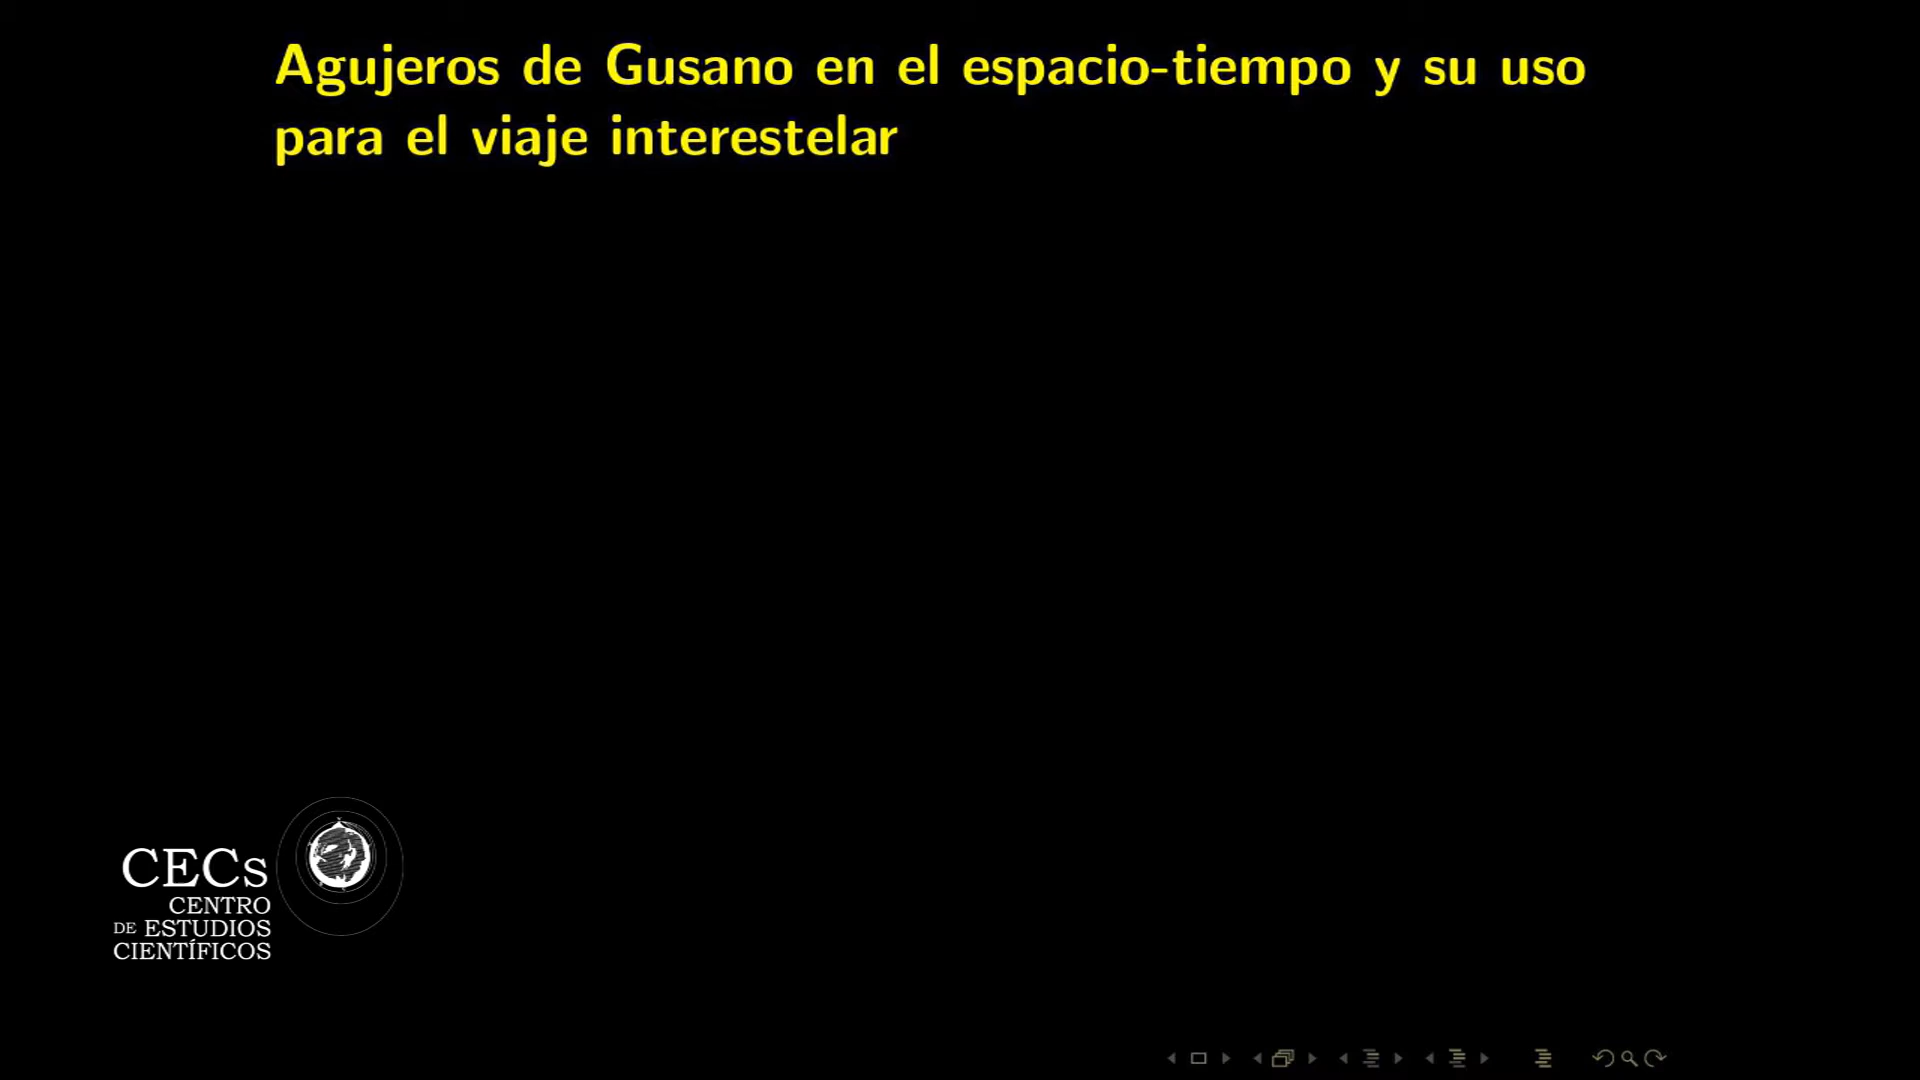 Agujeros de Gusano en el espacio-tiempo y su uso
para el viaje interestelar
CECs
CENTRO
DE ESTUDIOS
CIENTÍFICOS